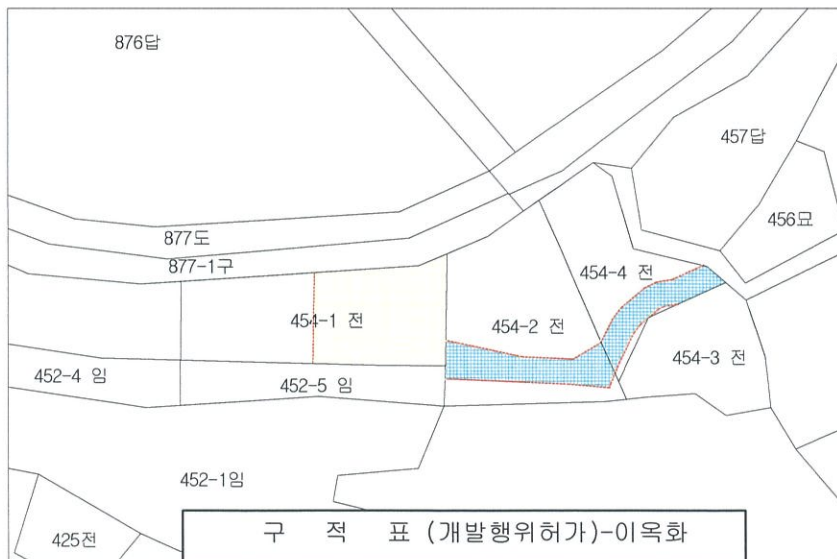 876답
457답
456묘
877도
877-1구
454-4 전
454-1 전
454-2 전
454-3 전
452-4 임
452-5 임
452-1임
425전
구 적 표 (개발행위허가)-이옥화